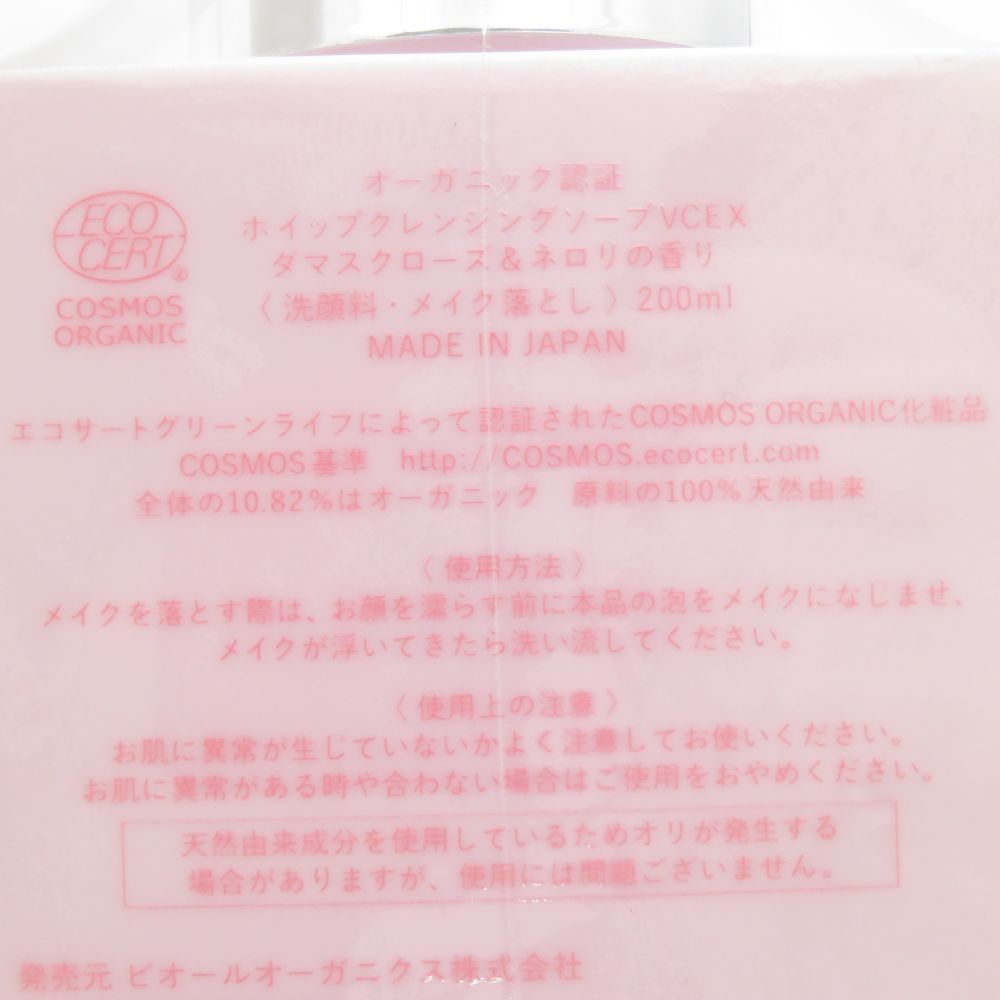 オーガニック認証
ECO
CERT®
COSMOS
ORGANIC
ホイップクレンジングソープVCEX
ダマスクローズ&ネロリの香り
〈洗顔料・メイク落とし〉200ml
MADE IN JAPAN
エコサートグリーンライフによって認証されたCOSMOS ORGANIC化粧品
COSMOS基準 http://COSMOS.ecocert.com
全体の10.82%はオーガニック 原料の100%天然由来
〈使用方法〉
メイクを落とす際は、お顔を濡らす前に本品の泡をメイクになじませ、
メイクが浮いてきたら洗い流してください。
〈使用上の注意〉
お肌に異常が生じていないかよく注意してお使いください。
お肌に異常がある時や合わない場合はご使用をおやめください。
天然由来成分を使用しているためオリが発生する
場合がありますが、使用には問題ございません。
発売元 ビオールオーガニクス株式会社